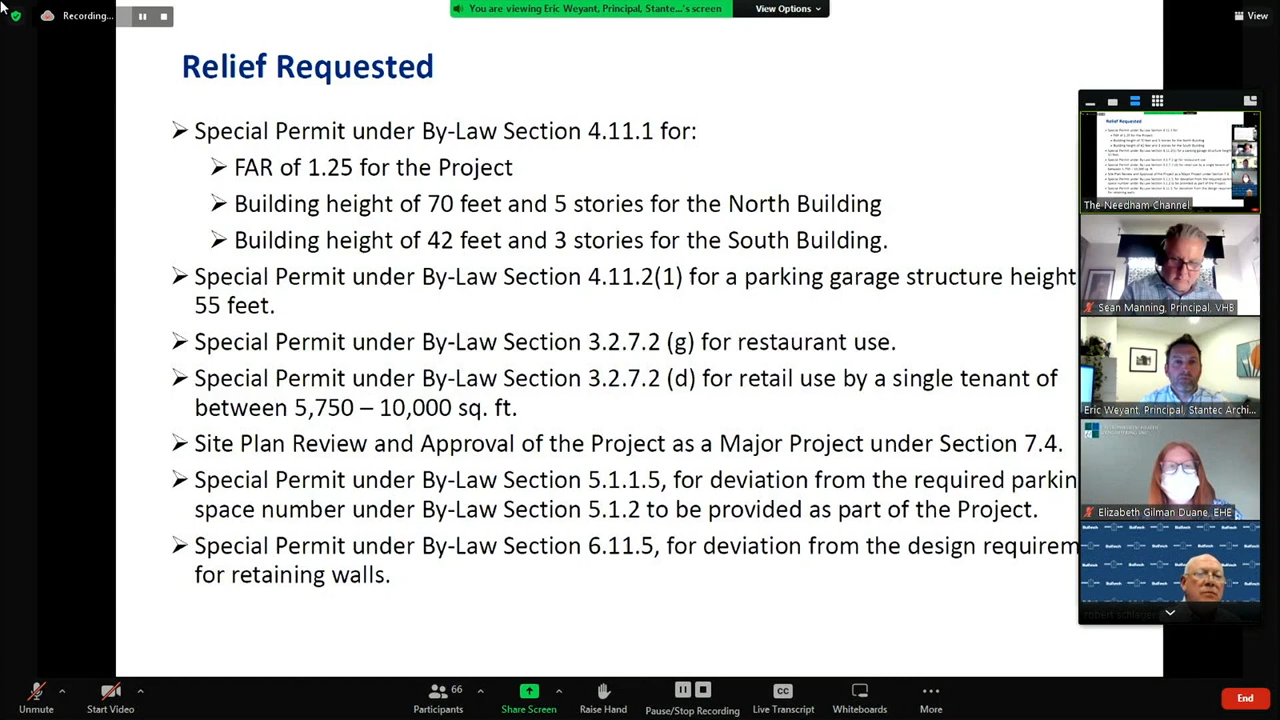 Recording...
You are viewing Eric Weyant, Principal, Stante...'s screen
View Options
View
Relief Requested
➢ Special Permit under By-Law Section 4.11.1 for:
➢ FAR of 1.25 for the Project
➢ Building height of 70 feet and 5 stories for the North Building
➢ Building height of 42 feet and 3 stories for the South Building.
➢ Special Permit under By-Law Section 4.11.2(1) for a parking garage structure height
55 feet.
➢ Special Permit under By-Law Section 3.2.7.2 (g) for restaurant use.
➢ Special Permit under By-Law Section 3.2.7.2 (d) for retail use by a single tenant of
between 5,750 – 10,000 sq. ft.
➢ Site Plan Review and Approval of the Project as a Major Project under Section 7.4.
➢ Special Permit under By-Law Section 5.1.1.5, for deviation from the required parkin
space number under By-Law Section 5.1.2 to be provided as part of the Project.
➢ Special Permit under By-Law Section 6.11.5, for deviation from the design requirem
for retaining walls.
Relief Requested
The Needham Channel
Sean Manning, Principal, VHB
Eric Weyant, Principal, Stantec Archi...
Elizabeth Gilman Duane, EHE
Bulfinch
Unmute
Start Video
66
Participants
Share Screen
Raise Hand
Pause/Stop Recording
CC
Live Transcript
Whiteboards
More
End